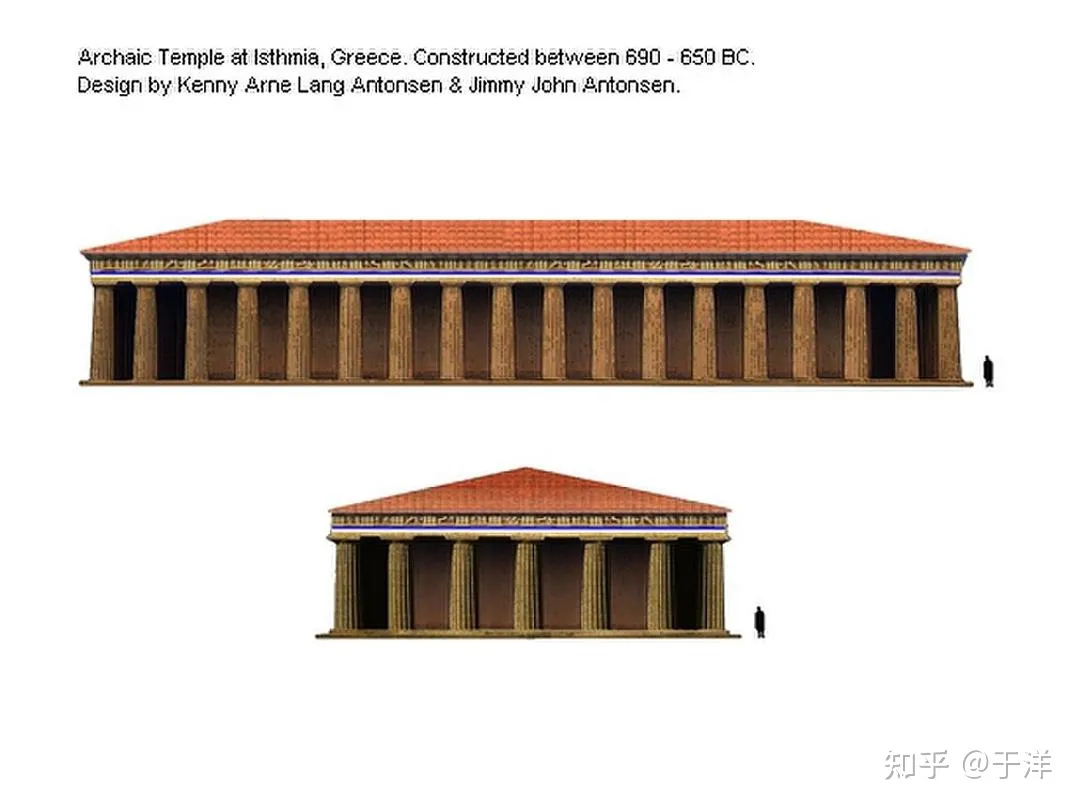 Archaic Temple at Isthmia, Greece. Constructed between 690 - 650 BC.
Design by Kenny Arne Lang Antonsen & Jimmy John Antonsen.
知乎 @于洋